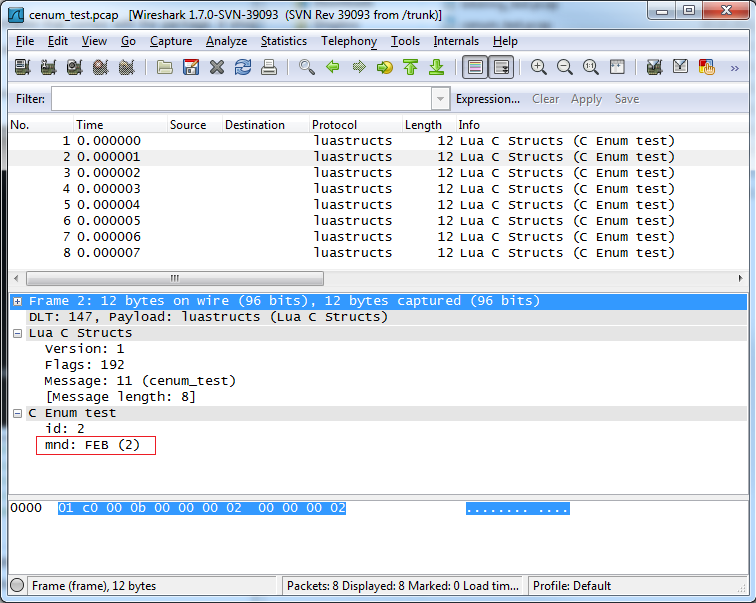 cenum_test.pcap [Wireshark 1.7.0-SVN-39093 (SVN Rev 39093 from /trunk)]
File Edit View Go Capture Analyze Statistics Telephony Tools Internals Help
Filter: Expression... Clear Apply Save
No. Time Source Destination Protocol Length Info
1 0.000000 luastructs 12 Lua C Structs (C Enum test)
2 0.000001 luastructs 12 Lua C Structs (C Enum test)
3 0.000002 luastructs 12 Lua C Structs (C Enum test)
4 0.000003 luastructs 12 Lua C Structs (C Enum test)
5 0.000004 luastructs 12 Lua C Structs (C Enum test)
6 0.000005 luastructs 12 Lua C Structs (C Enum test)
7 0.000006 luastructs 12 Lua C Structs (C Enum test)
8 0.000007 luastructs 12 Lua C Structs (C Enum test)
Frame 2: 12 bytes on wire (96 bits), 12 bytes captured (96 bits)
DLT: 147, Payload: luastructs (Lua C Structs)
Lua C Structs
Version: 1
Flags: 192
Message: 11 (cenum_test)
[Message length: 8]
C Enum test
id: 2
mnd: FEB (2)
0000 01 c0 00 0b 00 00 00 02 00 00 00 02 ........ ....
Frame (frame), 12 bytes Packets: 8 Displayed: 8 Marked: 0 Load tim... Profile: Default